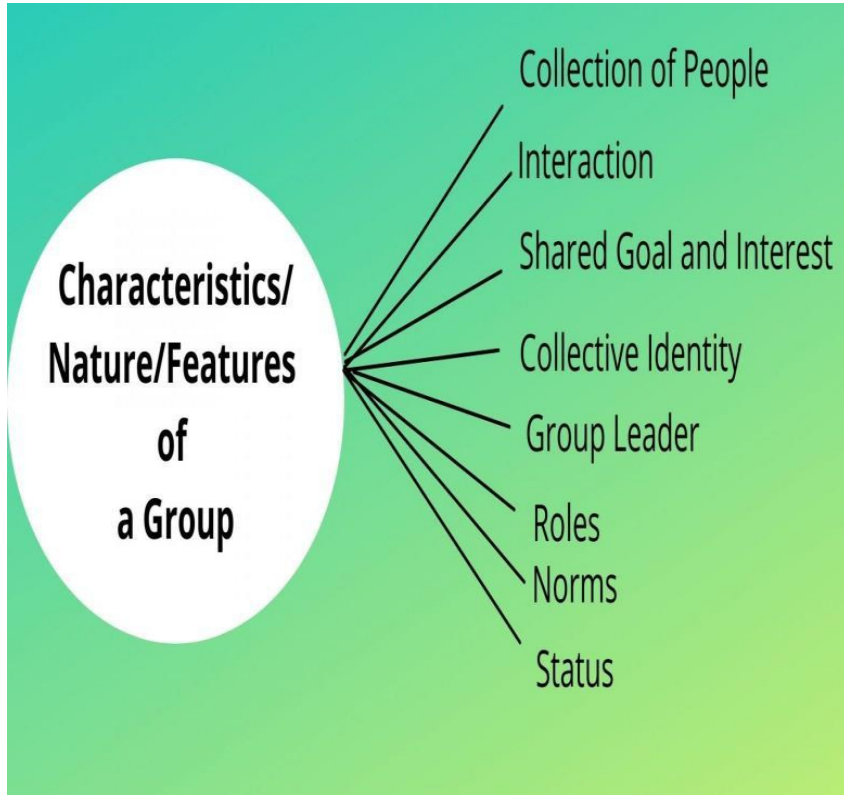 Characteristics/
Nature/Features
of
a Group
Collection of People
Interaction
Shared Goal and Interest
Collective Identity
Group Leader
Roles
Norms
Status